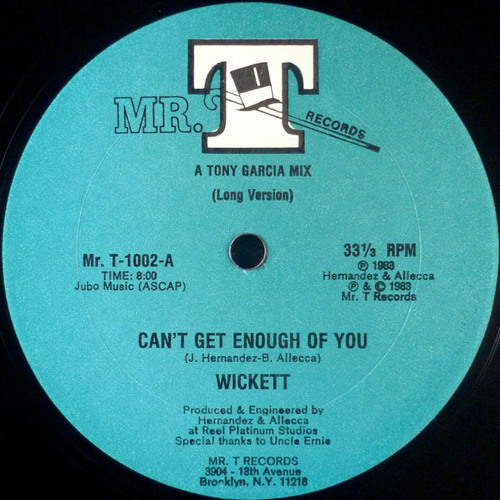 MR. T
RECORDS
A TONY GARCIA MIX
(Long Version)
Mr. T-1002-A
TIME: 8:00
Jubo Music (ASCAP)
33⅓ RPM
℗ 1983
Hernandez & Allecca
℗ & © 1983
Mr. T Records
CAN'T GET ENOUGH OF YOU
(J. Hernandez-B. Allecca)
WICKETT
Produced & Engineered by
Hernandez & Allecca
at Reel Platinum Studios
Special thanks to Uncle Ernie
MR. T RECORDS
3904 - 13th Avenue
Brooklyn, N.Y. 11218